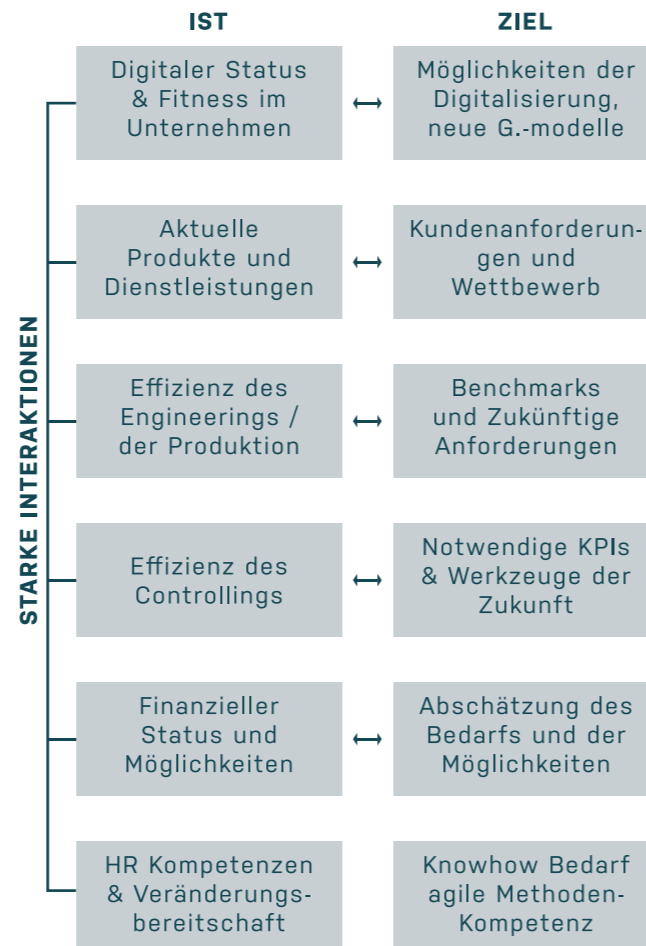 IST
ZIEL
Digitaler Status
& Fitness im
Unternehmen
Möglichkeiten der
Digitalisierung,
neue G.-modelle
Aktuelle
Produkte und
Dienstleistungen
Kundenanforderun-
gen und
Wettbewerb
Effizienz des
Engineerings /
der Produktion
Benchmarks
und Zukünftige
Anforderungen
Effizienz des
Controllings
Notwendige KPIs
& Werkzeuge der
Zukunft
Finanzieller
Status und
Möglichkeiten
Abschätzung des
Bedarfs und der
Möglichkeiten
HR Kompetenzen
& Veränderungs-
bereitschaft
Knowhow Bedarf
agile Methoden-
Kompetenz
STARKE INTERAKTIONEN